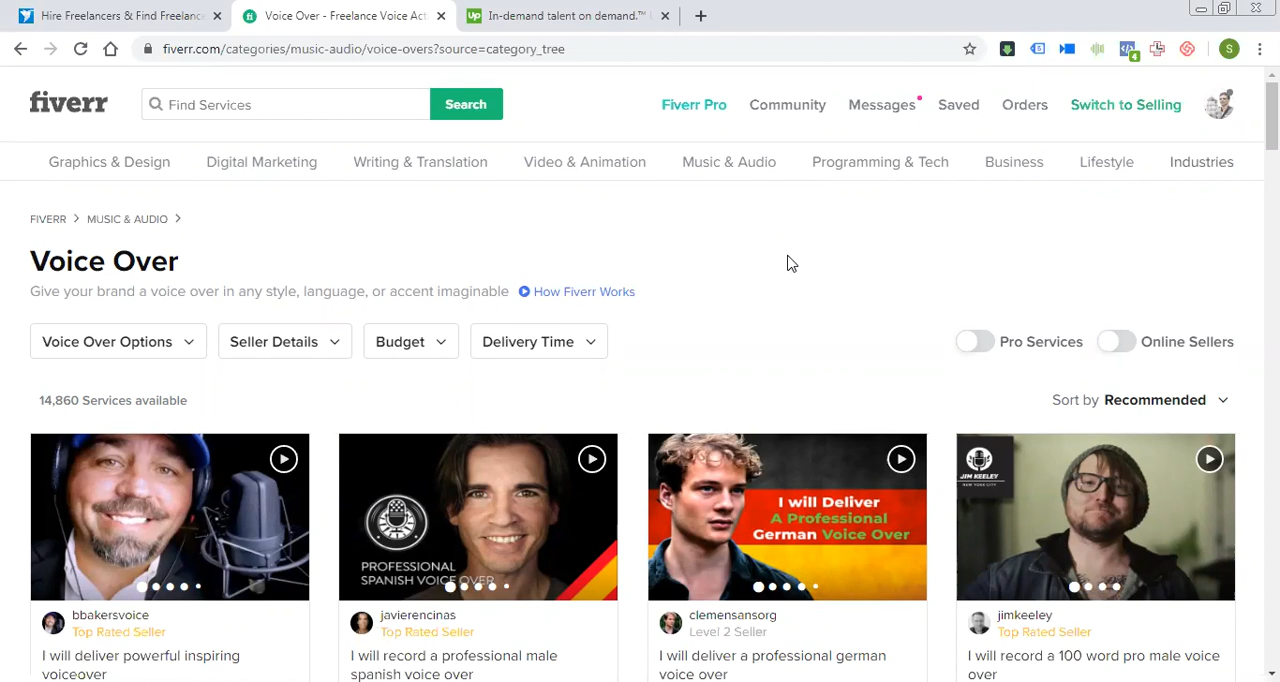 Hire Freelancers & Find Freelance
Voice Over - Freelance Voice Act
In-demand talent on demand.™
fiverr.com/categories/music-audio/voice-overs?source=category_tree
fiverr
Find Services
Search
Fiverr Pro
Community
Messages
Saved
Orders
Switch to Selling
Graphics & Design
Digital Marketing
Writing & Translation
Video & Animation
Music & Audio
Programming & Tech
Business
Lifestyle
Industries
FIVERR > MUSIC & AUDIO >
Voice Over
Give your brand a voice over in any style, language, or accent imaginable
How Fiverr Works
Voice Over Options
Seller Details
Budget
Delivery Time
Pro Services
Online Sellers
14,860 Services available
Sort by Recommended
PROFESSIONAL
SPANISH VOICE OVER
I will Deliver
A Professional
German Voice Over
JIM KEELEY
NEW YORK CITY
bbakersvoice
Top Rated Seller
I will deliver powerful inspiring
voiceover
javierencinas
Top Rated Seller
I will record a professional male
spanish voice over
clemensansorg
Level 2 Seller
I will deliver a professional german
voice over
jimkeeley
Top Rated Seller
I will record a 100 word pro male voice
over